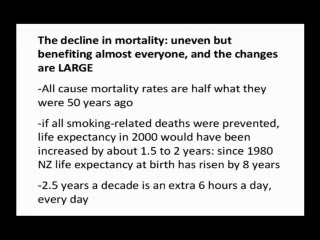 The decline in mortality: uneven but
benefiting almost everyone, and the changes
are LARGE
-All cause mortality rates are half what they
were 50 years ago
-if all smoking-related deaths were prevented,
life expectancy in 2000 would have been
increased by about 1.5 to 2 years: since 1980
NZ life expectancy at birth has risen by 8 years
-2.5 years a decade is an extra 6 hours a day,
every day